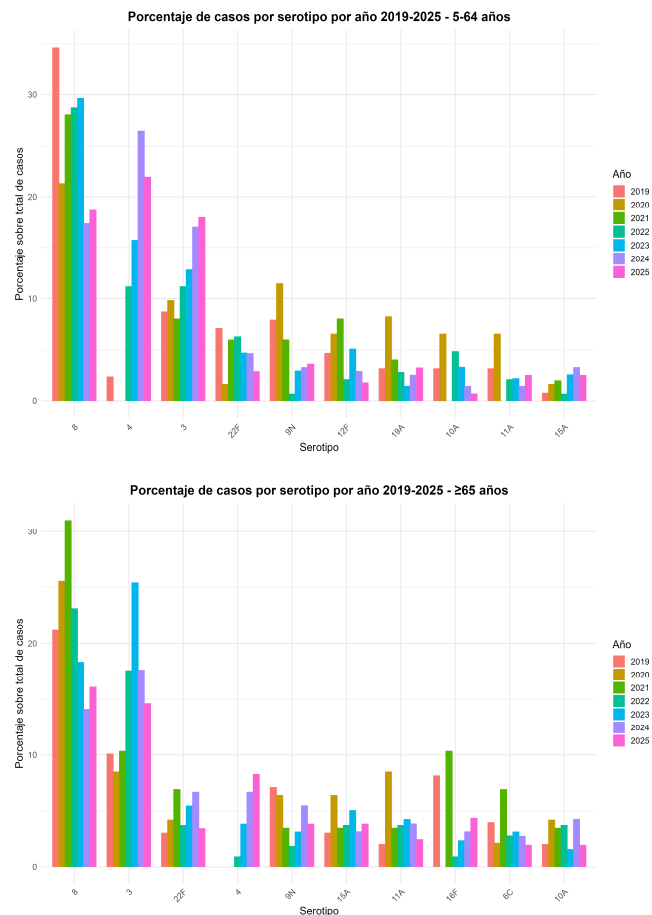 Porcentaje de casos por serotipo por año 2019-2025 - 5-64 años
Porcentaje sobre total de casos
30
20
10
0
8
4
3
22F
9N
12F
19A
10A
11A
15A
Serotipo
Año
2019
2020
2021
2022
2023
2024
2025
Porcentaje de casos por serotipo por año 2019-2025 - ≥65 años
Porcentaje sobre total de casos
30
20
10
0
8
3
22F
4
9N
15A
11A
16F
6C
10A
Serotipo
Año
2019
2020
2021
2022
2023
2024
2025